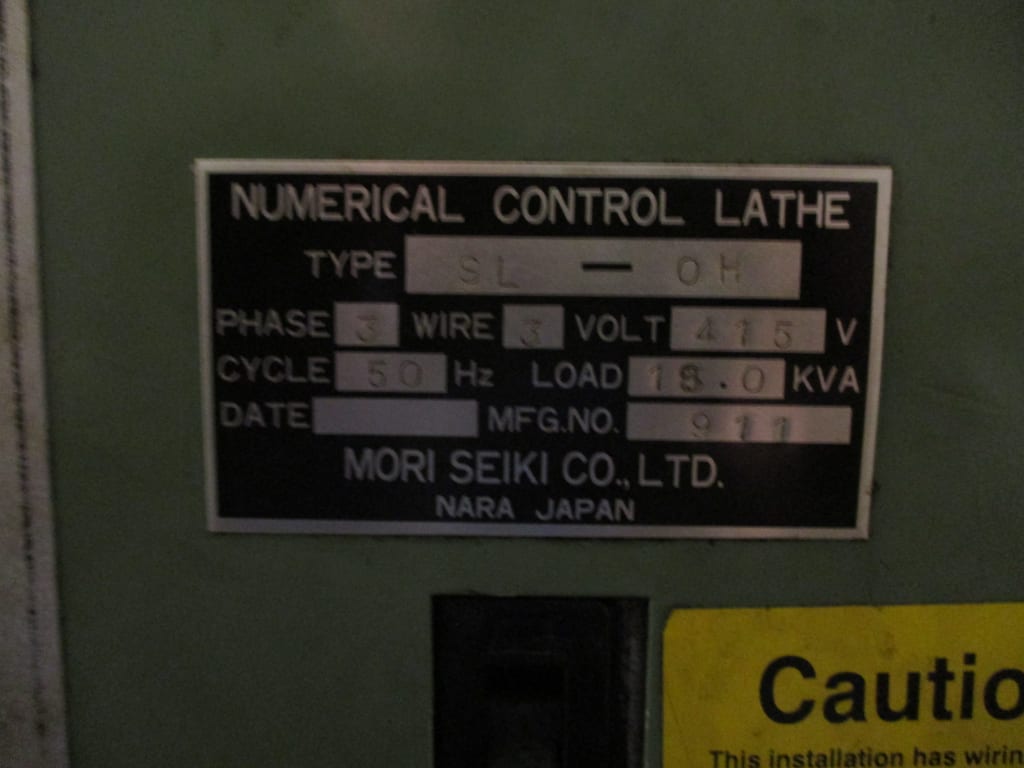 NUMERICAL CONTROL LATHE
TYPE SL - 0H
PHASE 3 WIRE 3 VOLT 415 V
CYCLE 50 Hz LOAD 18.0 KVA
DATE MFG.NO. 911
MORI SEIKI CO., LTD.
NARA JAPAN
Cautio
This installation has wirin